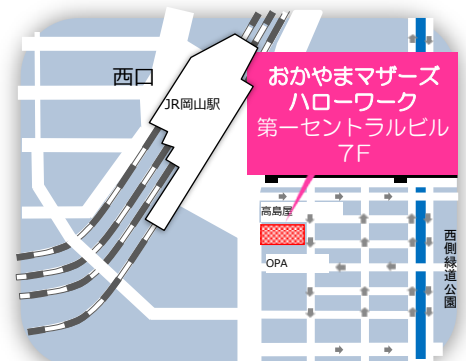 西口
JR岡山駅
おかやまマザーズ
ハローワーク
第一セントラルビル
7F
高島屋
OPA
西側緑道公園